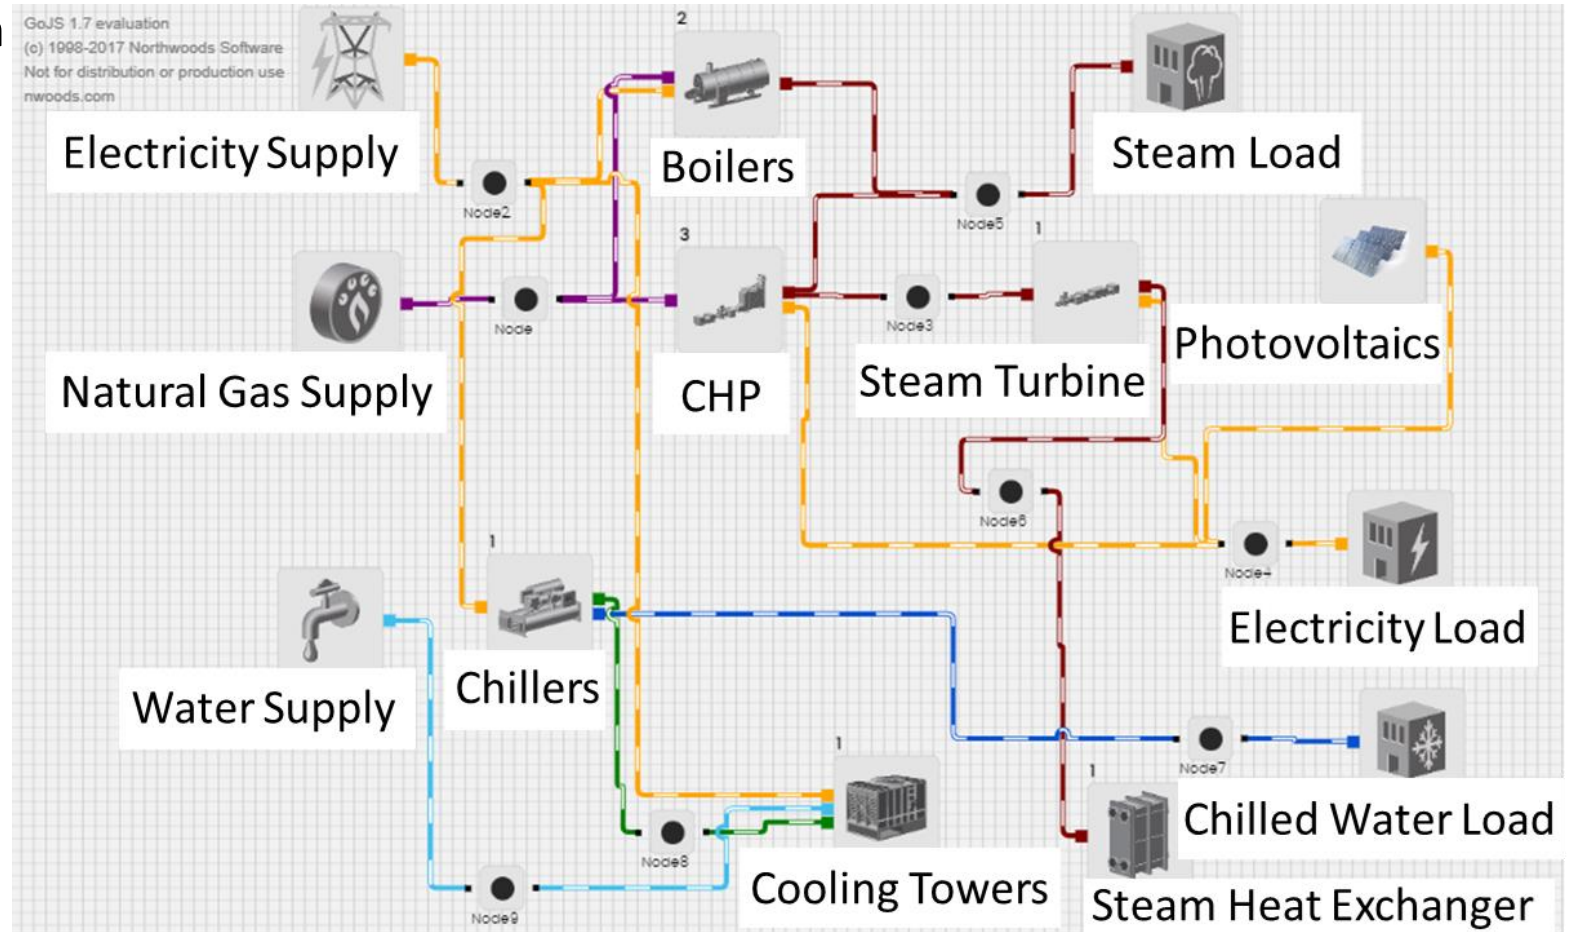 GoJS 1.7 evaluation
(c) 1998-2017 Northwoods Software
Not for distribution or production use
nwoods.com
2
Electricity Supply
Boilers
Steam Load
Node2
Node5
3
1
Natural Gas Supply
Node
CHP
Node3
Steam Turbine
Photovoltaics
Node6
Node4
Electricity Load
1
Water Supply
Chillers
1
Node7
1
Chilled Water Load
Node8
Cooling Towers
Steam Heat Exchanger
Node9